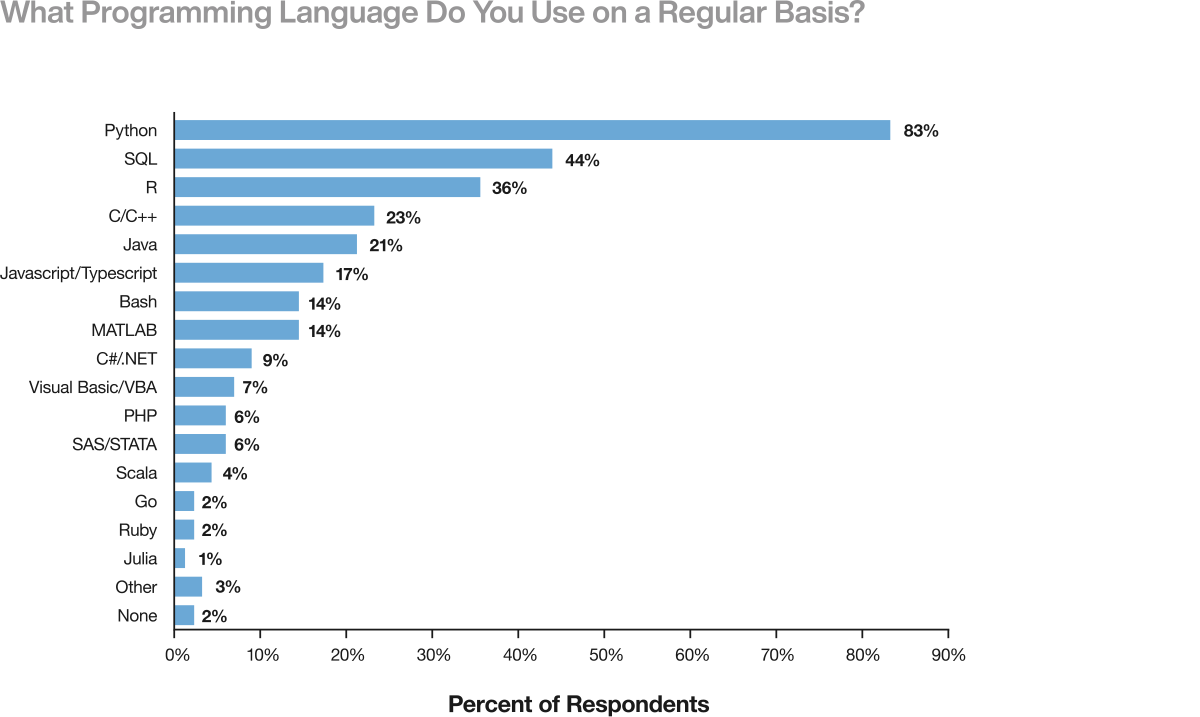 What Programming Language Do You Use on a Regular Basis?
Python 83%
SQL 44%
R 36%
C/C++ 23%
Java 21%
Javascript/Typescript 17%
Bash 14%
MATLAB 14%
C#/.NET 9%
Visual Basic/VBA 7%
PHP 6%
SAS/STATA 6%
Scala 4%
Go 2%
Ruby 2%
Julia 1%
Other 3%
None 2%
0% 10% 20% 30% 40% 50% 60% 70% 80% 90%
Percent of Respondents